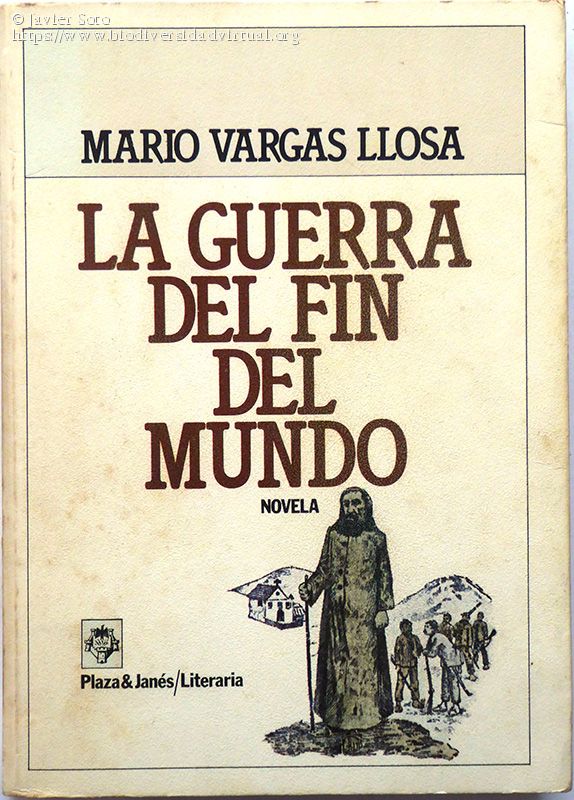 © Javier Soto
https://www.biodiversidadvirtual.org
MARIO VARGAS LLOSA
LA GUERRA
DEL FIN
DEL
MUNDO
NOVELA
Plaza&Janés/Literaria